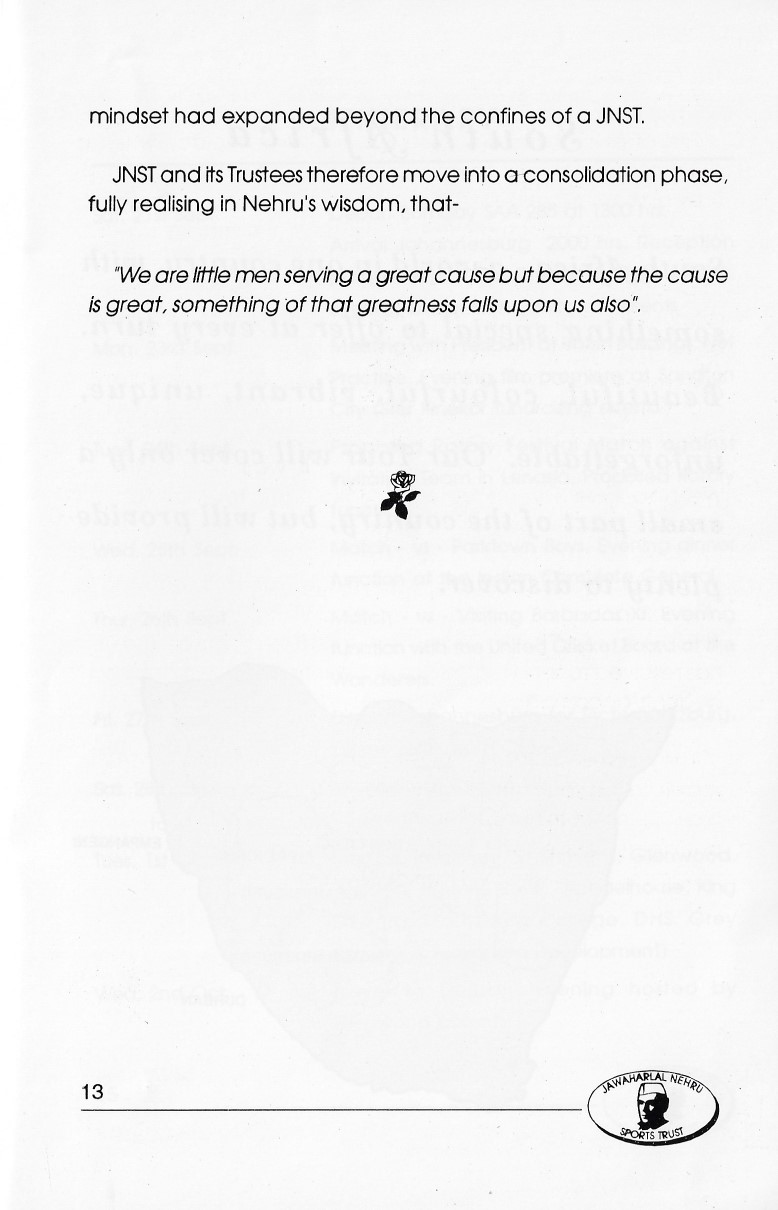 mindset had expanded beyond the confines of a JNST.
JNST and its Trustees therefore move into a consolidation phase,
fully realising in Nehru's wisdom, that-
"We are little men serving a great cause but because the cause
is great, something of that greatness falls upon us also".
13
JAWAHARLAL NEHRU
SPORTS TRUST